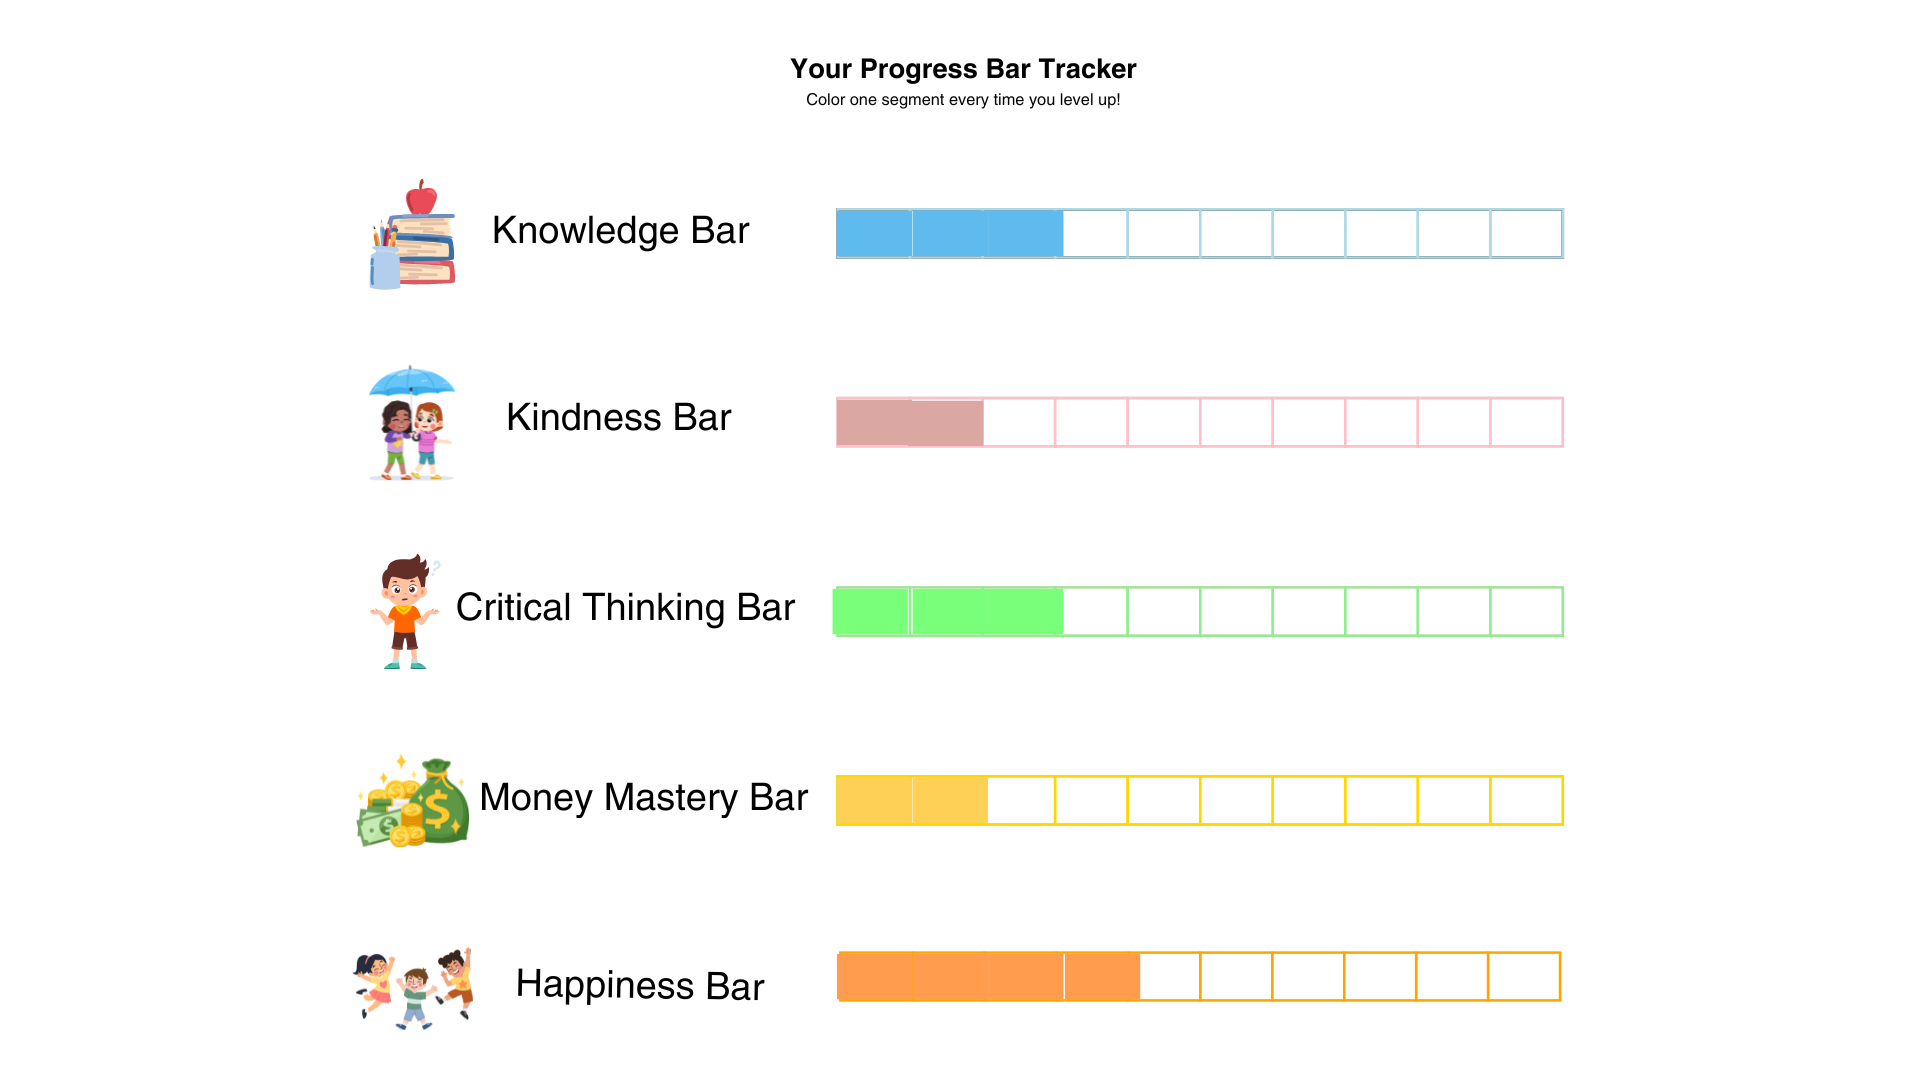 Your Progress Bar Tracker
Color one segment every time you level up!
Knowledge Bar
Kindness Bar
?
Critical Thinking Bar
$
$
Money Mastery Bar
Happiness Bar